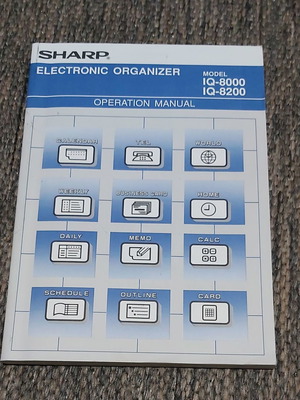 SHARP
ELECTRONIC ORGANIZER
MODEL
IQ-8000
IQ-8200
OPERATION MANUAL
CALENDAR TEL WORLD
WEEKLY BUSINESS CARD HOME
DAILY MEMO CALC
SCHEDULE OUTLINE CARD